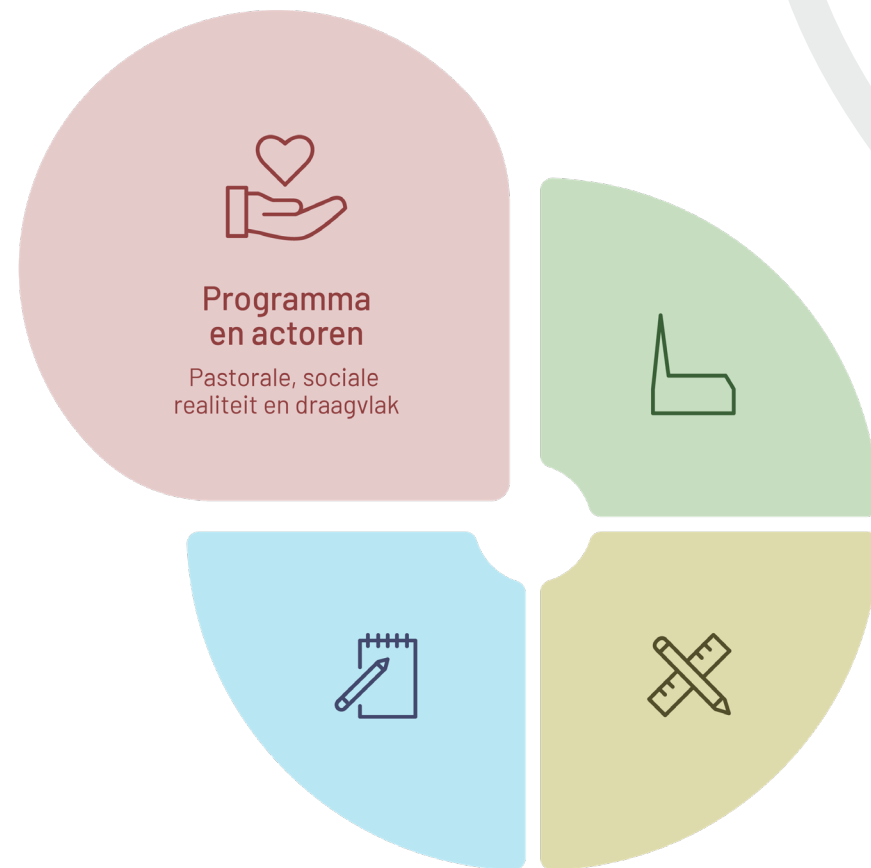 Programma
en actoren
Pastorale, sociale
realiteit en draagvlak